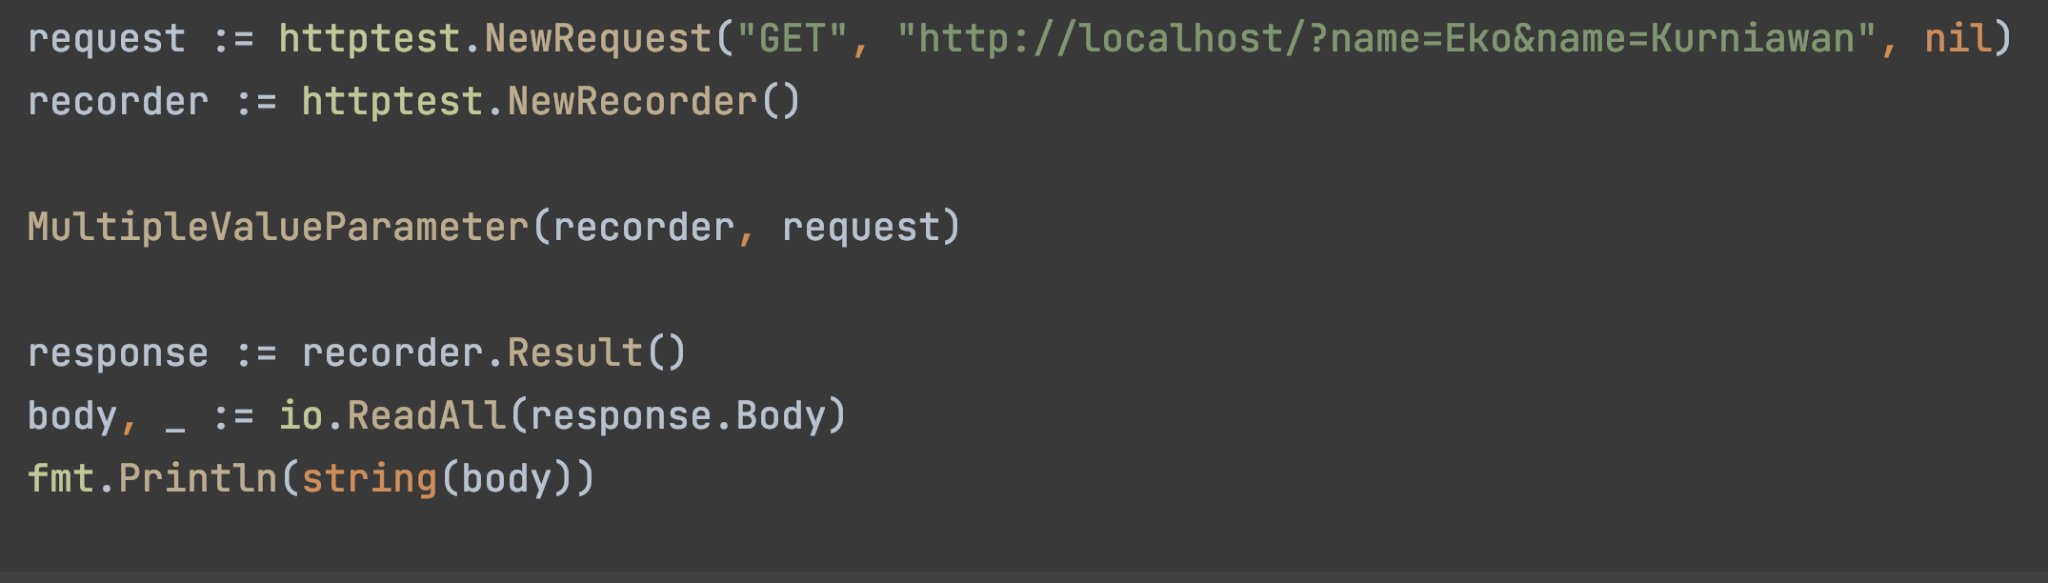 request := httptest.NewRequest("GET", "http://localhost/?name=Eko&name=Kurniawan", nil)
recorder := httptest.NewRecorder()
MultipleValueParameter(recorder, request)
response := recorder.Result()
body, _ := io.ReadAll(response.Body)
fmt.Println(string(body))